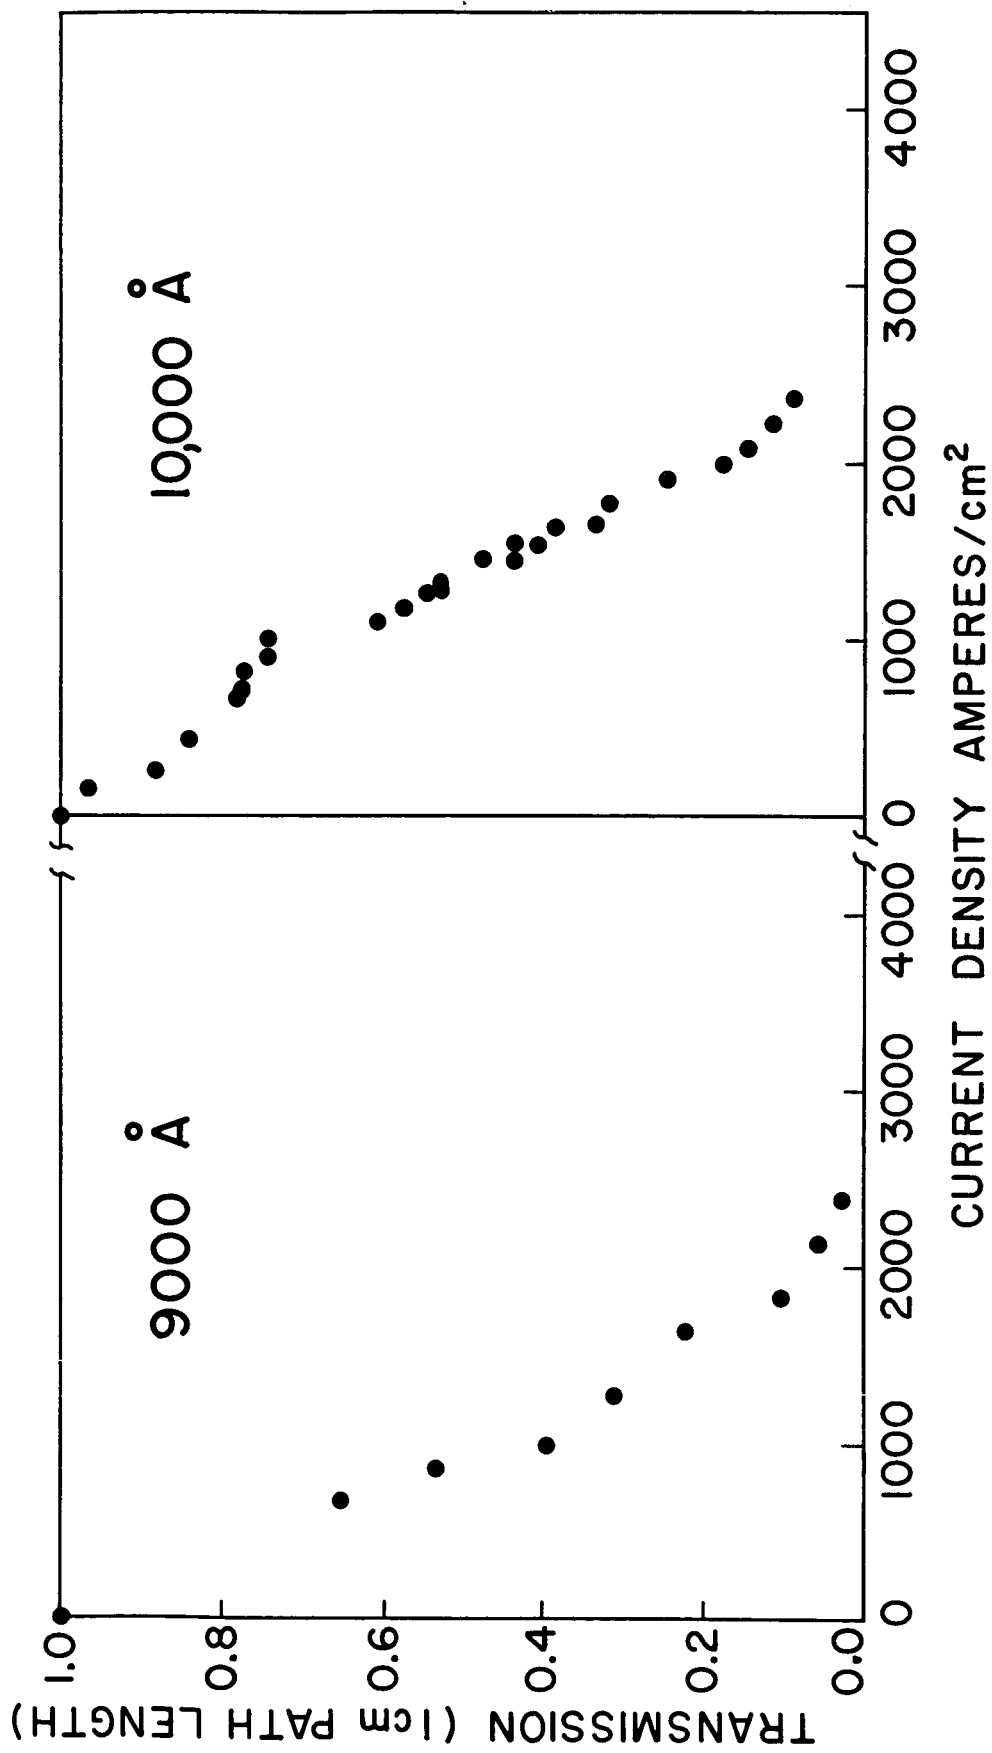 TRANSMISSION (1cm PATH LENGTH)
1.0
0.8
0.6
0.4
0.2
0.0
9000 Å
10,000 Å
0 1000 2000 3000 4000
0 1000 2000 3000 4000
CURRENT DENSITY AMPERES/cm²